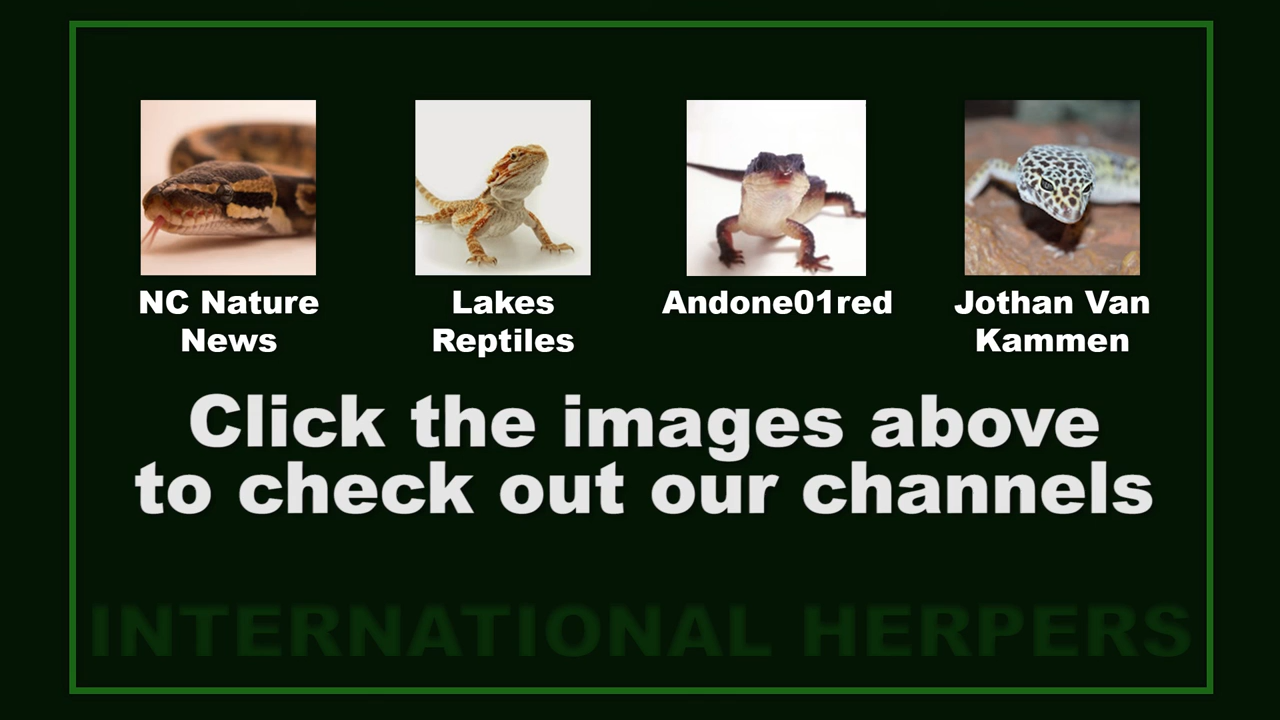 NC Nature
News
Lakes
Reptiles
Andone01red
Jothan Van
Kammen
Click the images above
to check out our channels
INTERNATIONAL HERPERS